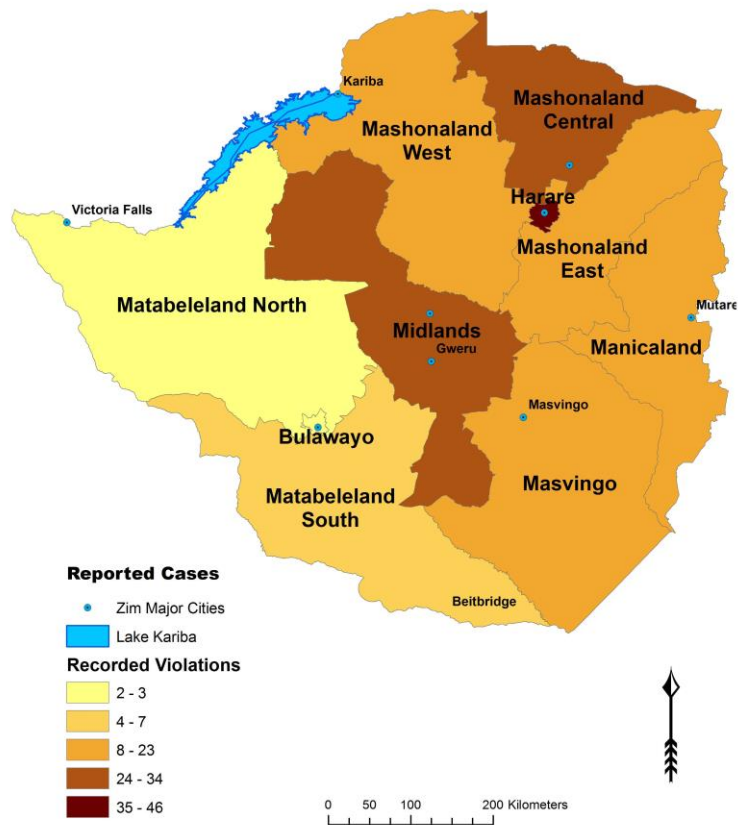 Kariba
Mashonaland
Central
Mashonaland
West
Harare
Victoria Falls
Mashonaland
East
Matabeleland North
Mutare
Midlands
Gweru
Manicaland
Masvingo
Bulawayo
Masvingo
Matabeleland
South
Beitbridge
Reported Cases
Zim Major Cities
Lake Kariba
Recorded Violations
2 - 3
4 - 7
8 - 23
24 - 34
35 - 46
0 50 100 200 Kilometers